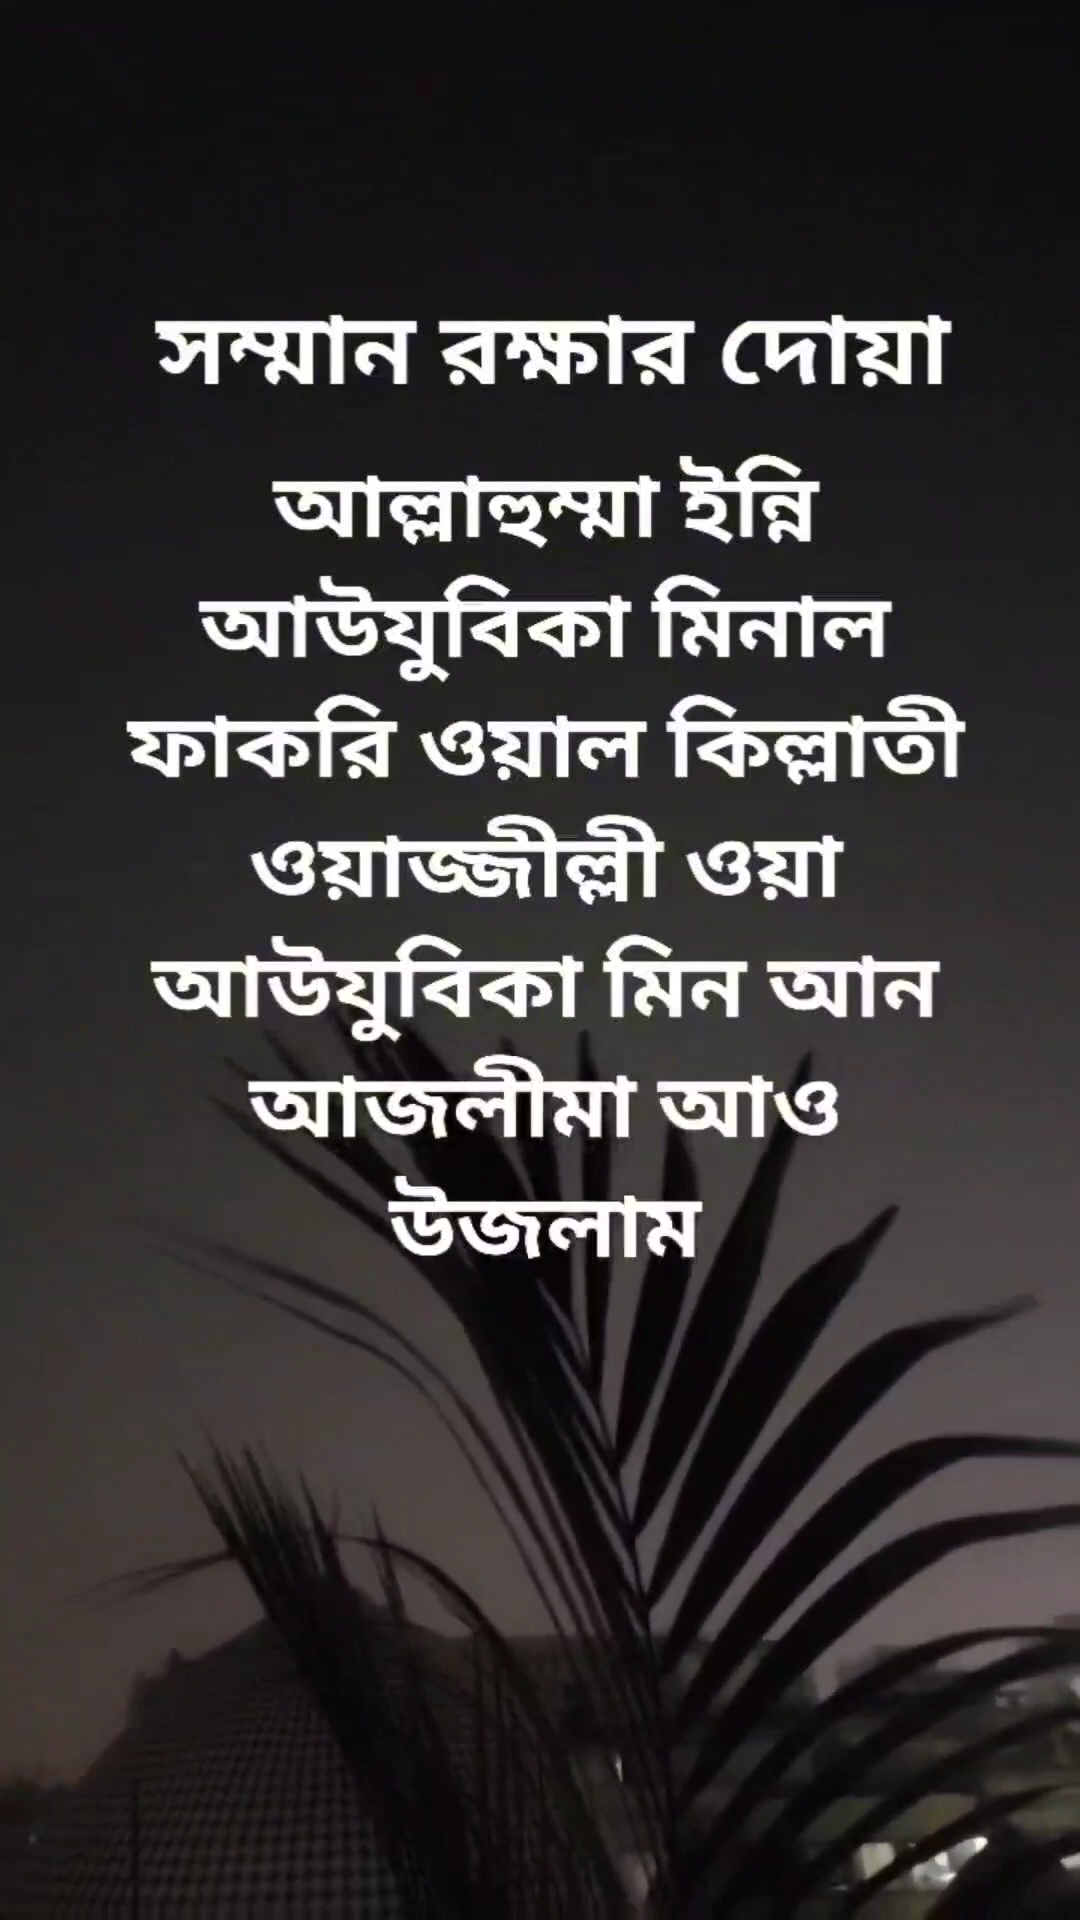 সম্মান রক্ষার দোয়া
আল্লাহুম্মা ইন্নি
আউযুবিকা মিনাল
ফাকরি ওয়াল কিল্লাতী
ওয়াজ্জীল্লী ওয়া
আউযুবিকা মিন আন
আজলীমা আও
উজলাম